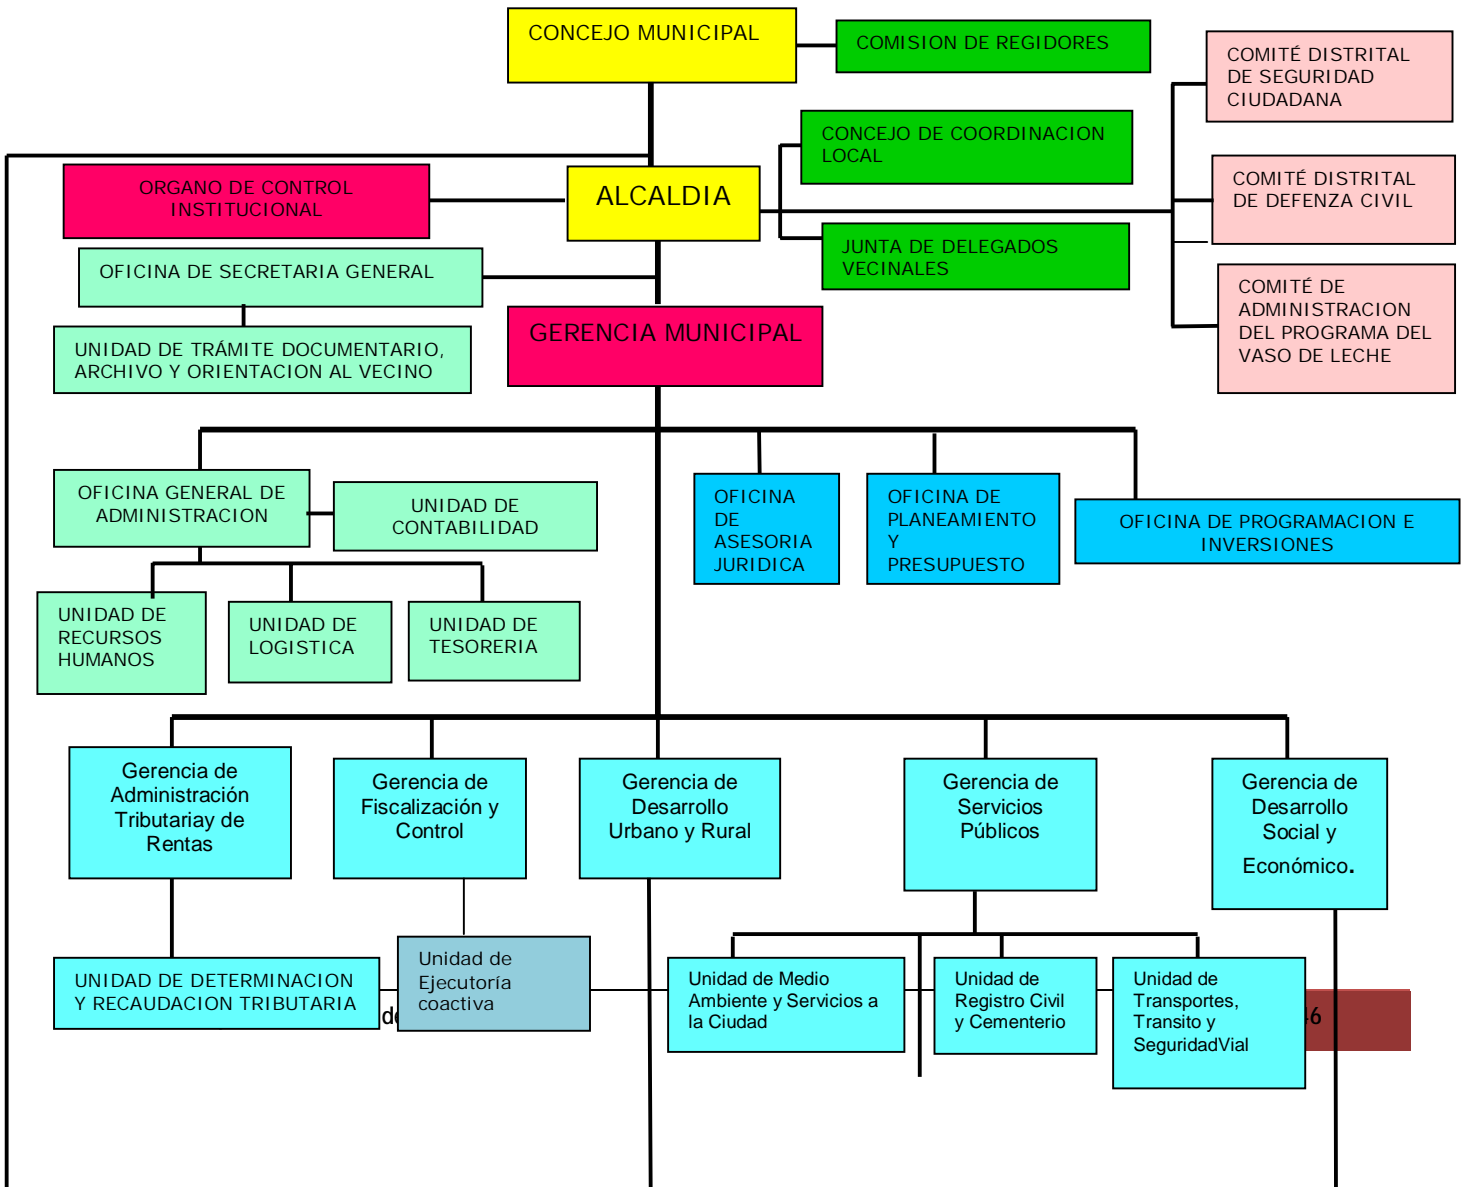 CONCEJO MUNICIPAL
COMISION DE REGIDORES
COMITÉ DISTRITAL
DE SEGURIDAD
CIUDADANA
CONCEJO DE COORDINACION
LOCAL
ORGANO DE CONTROL
INSTITUCIONAL
ALCALDIA
COMITÉ DISTRITAL
DE DEFENZA CIVIL
JUNTA DE DELEGADOS
VECINALES
OFICINA DE SECRETARIA GENERAL
COMITÉ DE
ADMINISTRACION
DEL PROGRAMA DEL
VASO DE LECHE
GERENCIA MUNICIPAL
UNIDAD DE TRÁMITE DOCUMENTARIO,
ARCHIVO Y ORIENTACION AL VECINO
OFICINA GENERAL DE
ADMINISTRACION
UNIDAD DE
CONTABILIDAD
OFICINA
DE
ASESORIA
JURIDICA
OFICINA DE
PLANEAMIENTO
Y
PRESUPUESTO
OFICINA DE PROGRAMACION E
INVERSIONES
UNIDAD DE
RECURSOS
HUMANOS
UNIDAD DE
LOGISTICA
UNIDAD DE
TESORERIA
Gerencia de
Administración
Tributariay de
Rentas
Gerencia de
Fiscalización y
Control
Gerencia de
Desarrollo
Urbano y Rural
Gerencia de
Servicios
Públicos
Gerencia de
Desarrollo
Social y
Económico.
UNIDAD DE DETERMINACION
Y RECAUDACION TRIBUTARIA
Unidad de
Ejecutoría
coactiva
Unidad de Medio
Ambiente y Servicios a
la Ciudad
Unidad de
Registro Civil
y Cementerio
Unidad de
Transportes,
Transito y
SeguridadVial